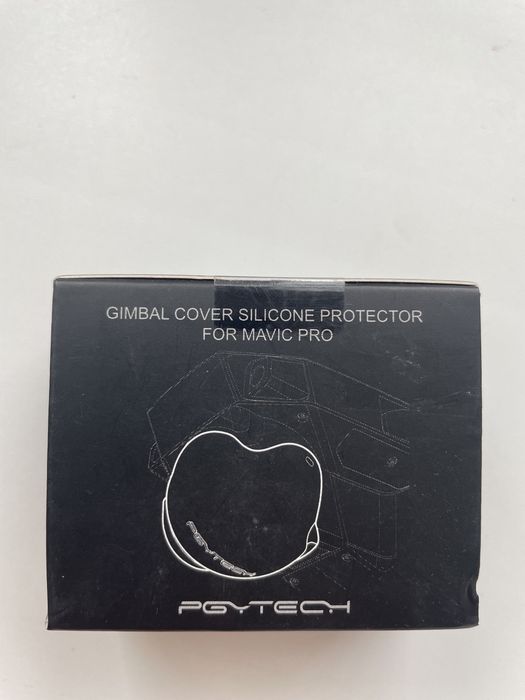 GIMBAL COVER SILICONE PROTECTOR
FOR MAVIC PRO
PGYTECH
PGYTECH